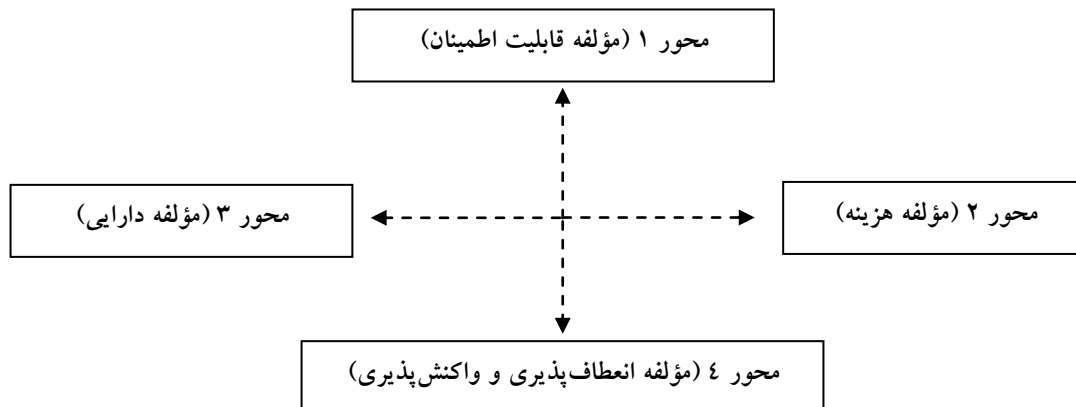 محور ۱ (مؤلفه قابلیت اطمینان)
محور ۲ (مؤلفه هزینه)
محور ۳ (مؤلفه دارایی)
محور ٤ (مؤلفه انعطاف‌پذیری و واکنش‌پذیری)